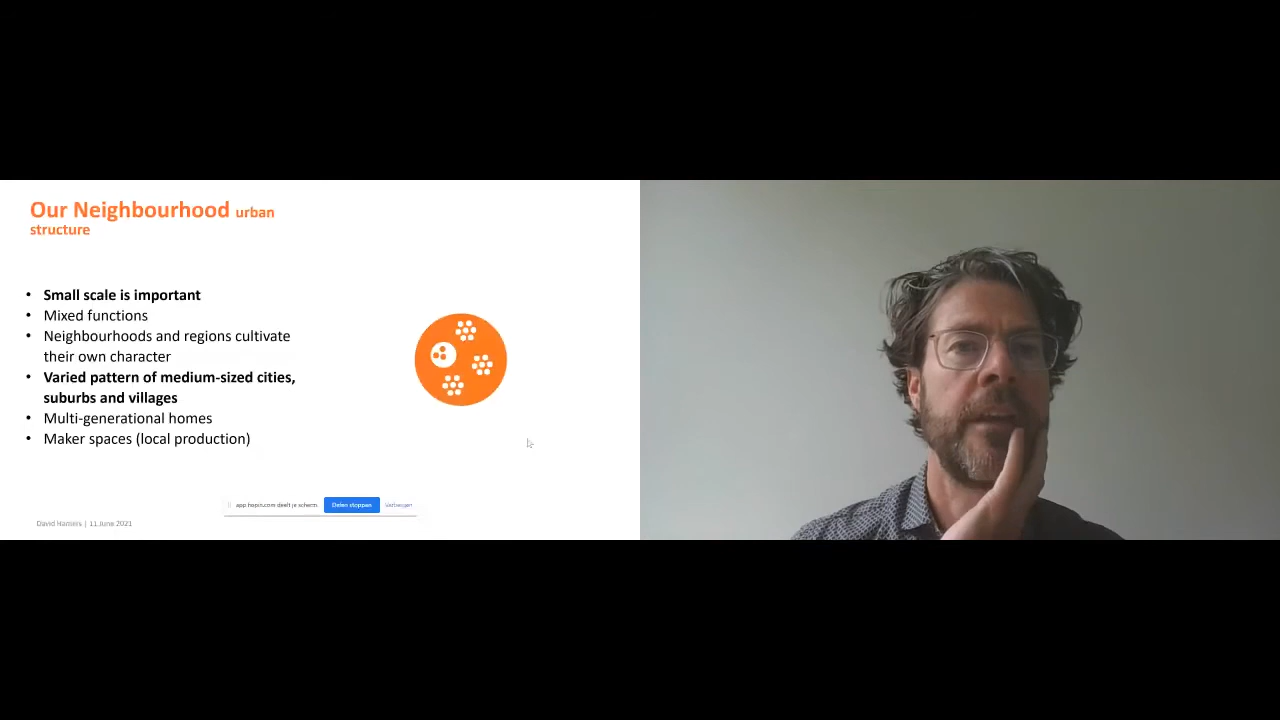 Our Neighbourhood urban
structure
• Small scale is important
• Mixed functions
• Neighbourhoods and regions cultivate
their own character
• Varied pattern of medium-sized cities,
suburbs and villages
• Multi-generational homes
• Maker spaces (local production)
app.hopin.com deelt je scherm Delen stoppen Verbergen
David Hamers | 11 June 2021